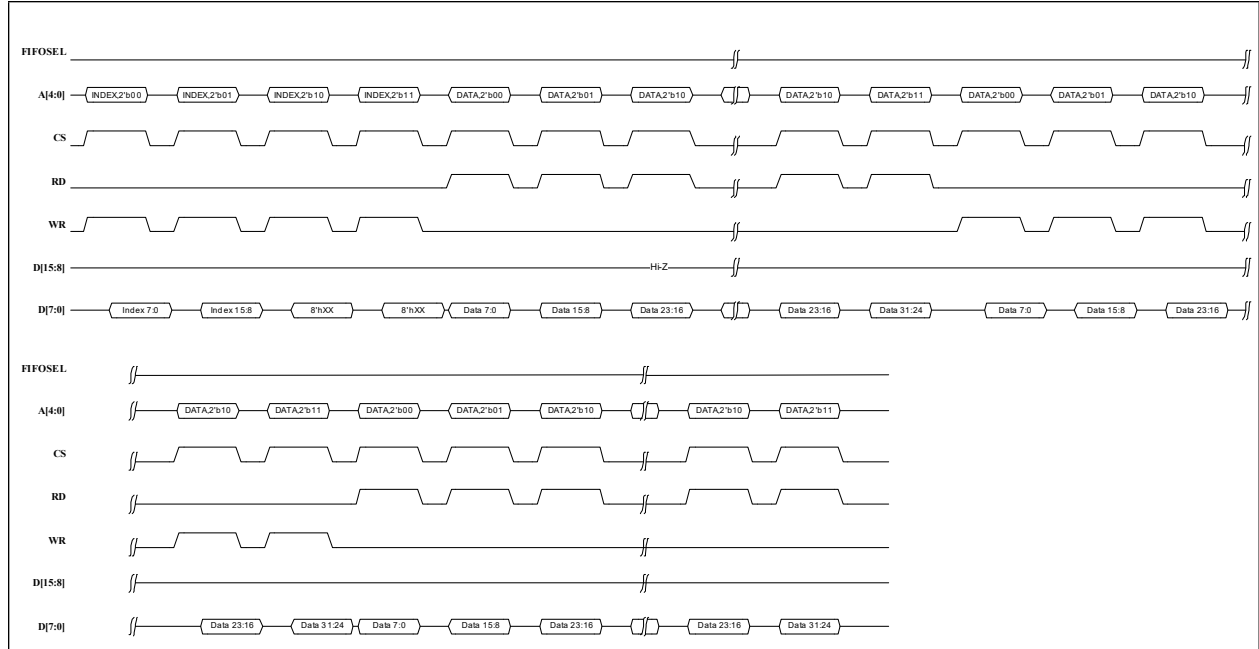 FIFOSEL
A[4:0] INDEX,2'b00 INDEX,2'b01 INDEX,2'b10 INDEX,2'b11 DATA,2'b00 DATA,2'b01 DATA,2'b10 DATA,2'b10 DATA,2'b11 DATA,2'b00 DATA,2'b01 DATA,2'b10
CS
RD
WR
D[15:8] Hi-Z
D[7:0] Index 7:0 Index 15:8 8'hXX 8'hXX Data 7:0 Data 15:8 Data 23:16 Data 23:16 Data 31:24 Data 7:0 Data 15:8 Data 23:16
FIFOSEL
A[4:0] DATA,2'b10 DATA,2'b11 DATA,2'b00 DATA,2'b01 DATA,2'b10 DATA,2'b10 DATA,2'b11
CS
RD
WR
D[15:8]
D[7:0] Data 23:16 Data 31:24 Data 7:0 Data 15:8 Data 23:16 Data 23:16 Data 31:24